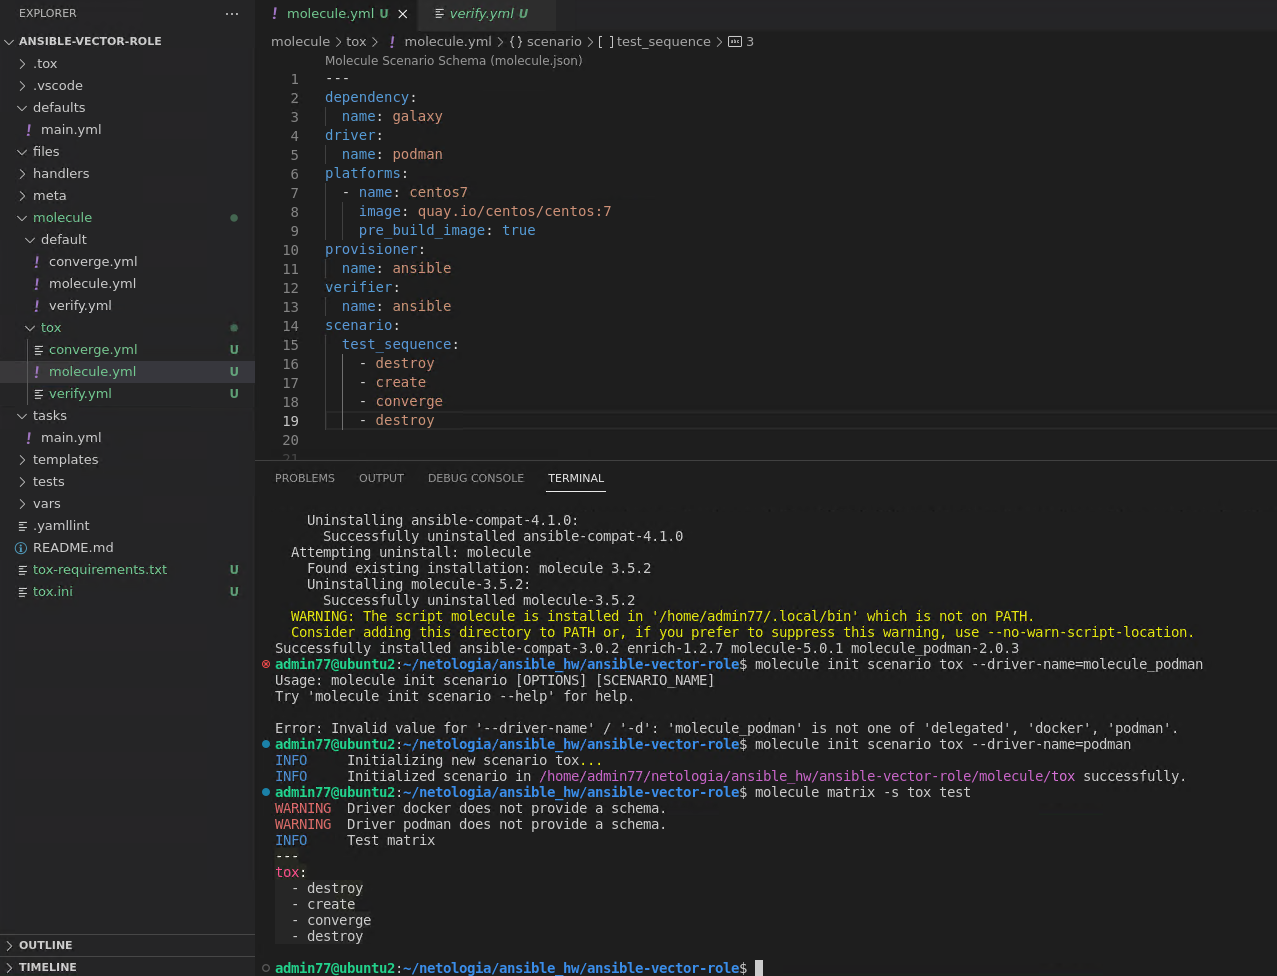 EXPLORER
ANSIBLE-VECTOR-ROLE
.tox
.vscode
defaults
main.yml
files
handlers
meta
molecule
default
converge.yml
molecule.yml
verify.yml
tox
converge.yml U
molecule.yml U
verify.yml U
tasks
main.yml
templates
tests
vars
.yamllint
README.md
tox-requirements.txt U
tox.ini U
OUTLINE
TIMELINE
molecule.yml U
verify.yml U
molecule > tox > ! molecule.yml > {} scenario > [ ] test_sequence > abc 3
Molecule Scenario Schema (molecule.json)
1 ---
2 dependency:
3 name: galaxy
4 driver:
5 name: podman
6 platforms:
7 - name: centos7
8 image: quay.io/centos/centos:7
9 pre_build_image: true
10 provisioner:
11 name: ansible
12 verifier:
13 name: ansible
14 scenario:
15 test_sequence:
16 - destroy
17 - create
18 - converge
19 - destroy
20
21
PROBLEMS OUTPUT DEBUG CONSOLE TERMINAL
Uninstalling ansible-compat-4.1.0:
Successfully uninstalled ansible-compat-4.1.0
Attempting uninstall: molecule
Found existing installation: molecule 3.5.2
Uninstalling molecule-3.5.2:
Successfully uninstalled molecule-3.5.2
WARNING: The script molecule is installed in '/home/admin77/.local/bin' which is not on PATH.
Consider adding this directory to PATH or, if you prefer to suppress this warning, use --no-warn-script-location.
Successfully installed ansible-compat-3.0.2 enrich-1.2.7 molecule-5.0.1 molecule_podman-2.0.3
admin77@ubuntu2:~/netologia/ansible_hw/ansible-vector-role$ molecule init scenario tox --driver-name=molecule_podman
Usage: molecule init scenario [OPTIONS] [SCENARIO_NAME]
Try 'molecule init scenario --help' for help.
Error: Invalid value for '--driver-name' / '-d': 'molecule_podman' is not one of 'delegated', 'docker', 'podman'.
admin77@ubuntu2:~/netologia/ansible_hw/ansible-vector-role$ molecule init scenario tox --driver-name=podman
INFO Initializing new scenario tox...
INFO Initialized scenario in /home/admin77/netologia/ansible_hw/ansible-vector-role/molecule/tox successfully.
admin77@ubuntu2:~/netologia/ansible_hw/ansible-vector-role$ molecule matrix -s tox test
WARNING Driver docker does not provide a schema.
WARNING Driver podman does not provide a schema.
INFO Test matrix
---
tox:
- destroy
- create
- converge
- destroy
admin77@ubuntu2:~/netologia/ansible_hw/ansible-vector-role$